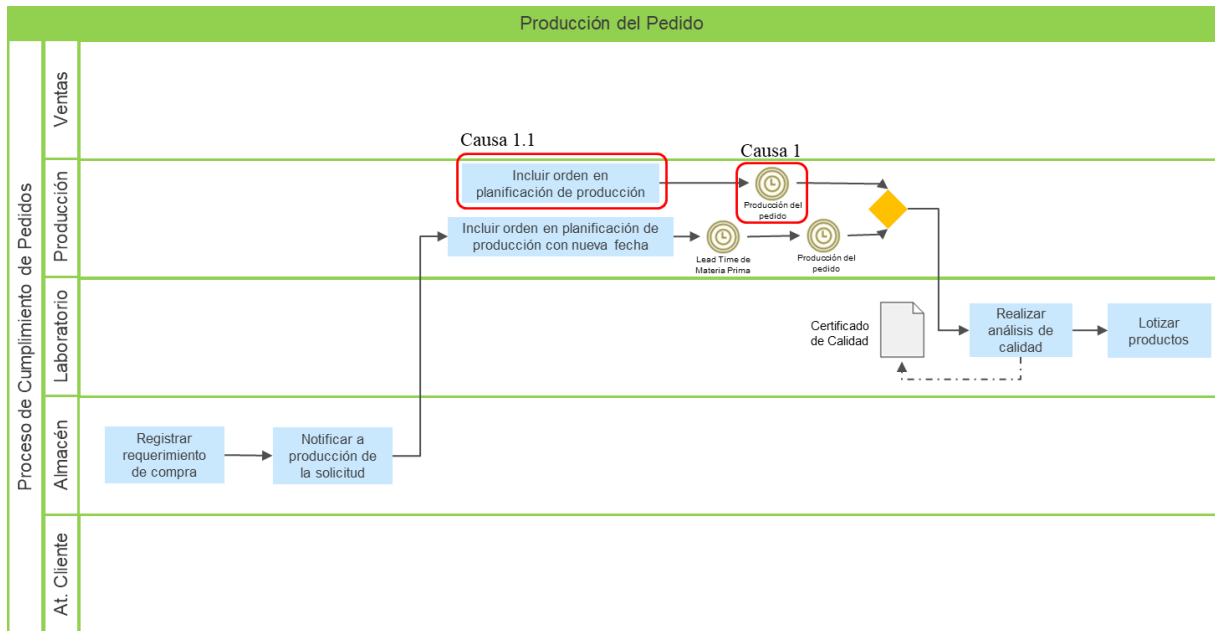 Producción del Pedido
Proceso de Cumplimiento de Pedidos
Ventas
Causa 1.1
Causa 1
Producción
Incluir orden en
planificación de producción
Producción del
pedido
Incluir orden en planificación de
producción con nueva fecha
Lead Time de
Materia Prima
Producción del
pedido
Laboratorio
Certificado
de Calidad
Realizar
análisis de
calidad
Lotizar
productos
Almacén
Registrar
requerimiento
de compra
Notificar a
producción de
la solicitud
At. Cliente